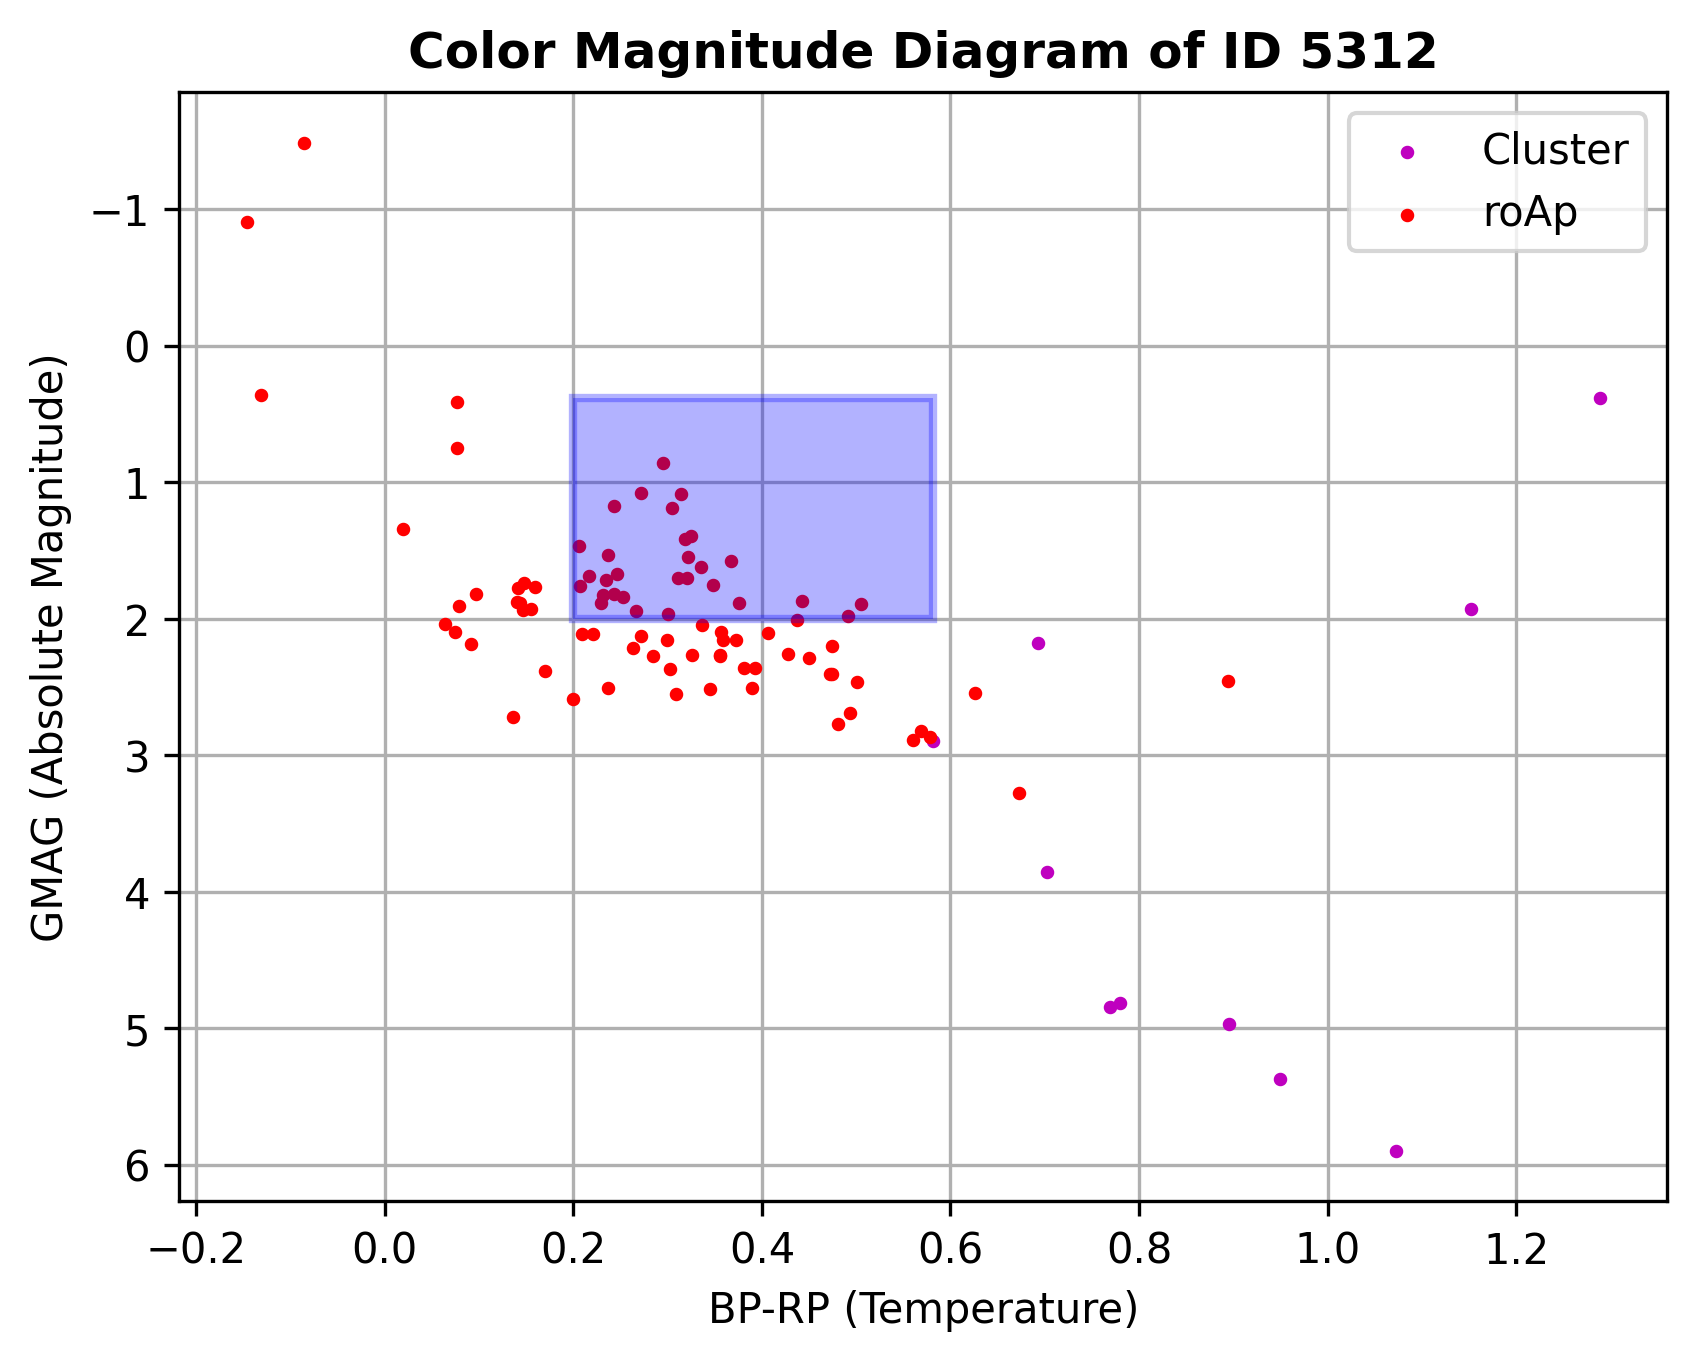 Color Magnitude Diagram of ID 5312
Cluster
roAp
GMAG (Absolute Magnitude)
−1
0
1
2
3
4
5
6
−0.2 0.0 0.2 0.4 0.6 0.8 1.0 1.2
BP-RP (Temperature)